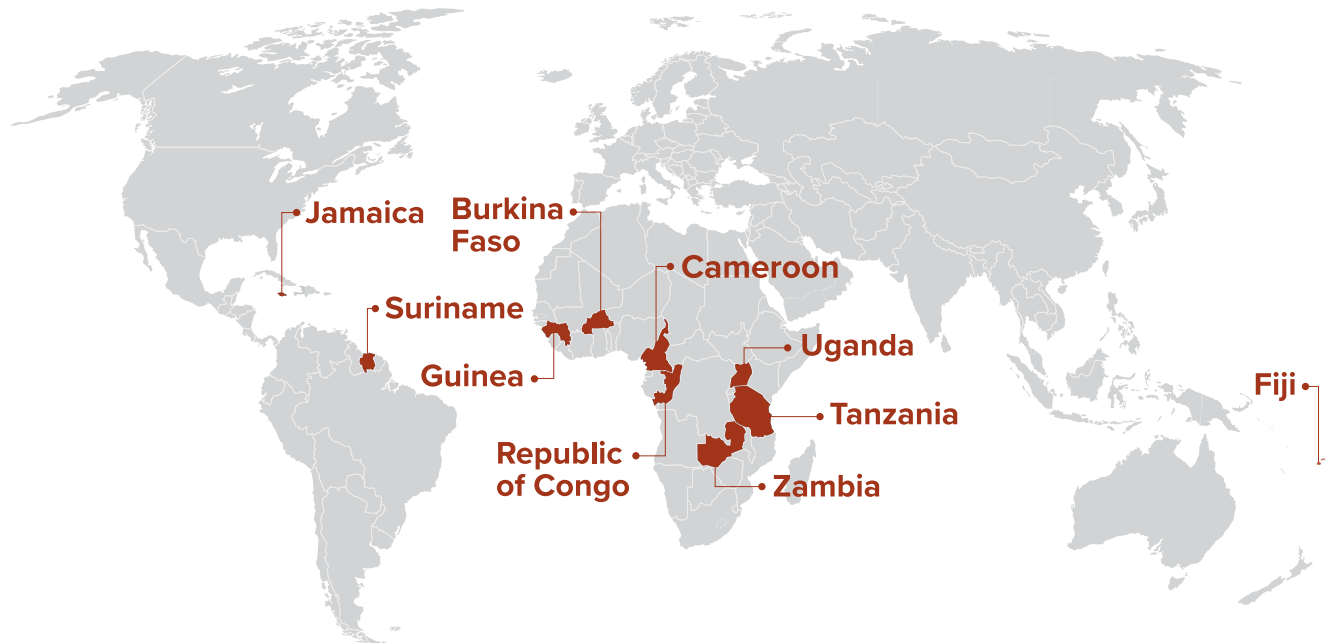 Jamaica
Burkina
Faso
Cameroon
Suriname
Uganda
Guinea
Fiji
Tanzania
Republic
of Congo
Zambia